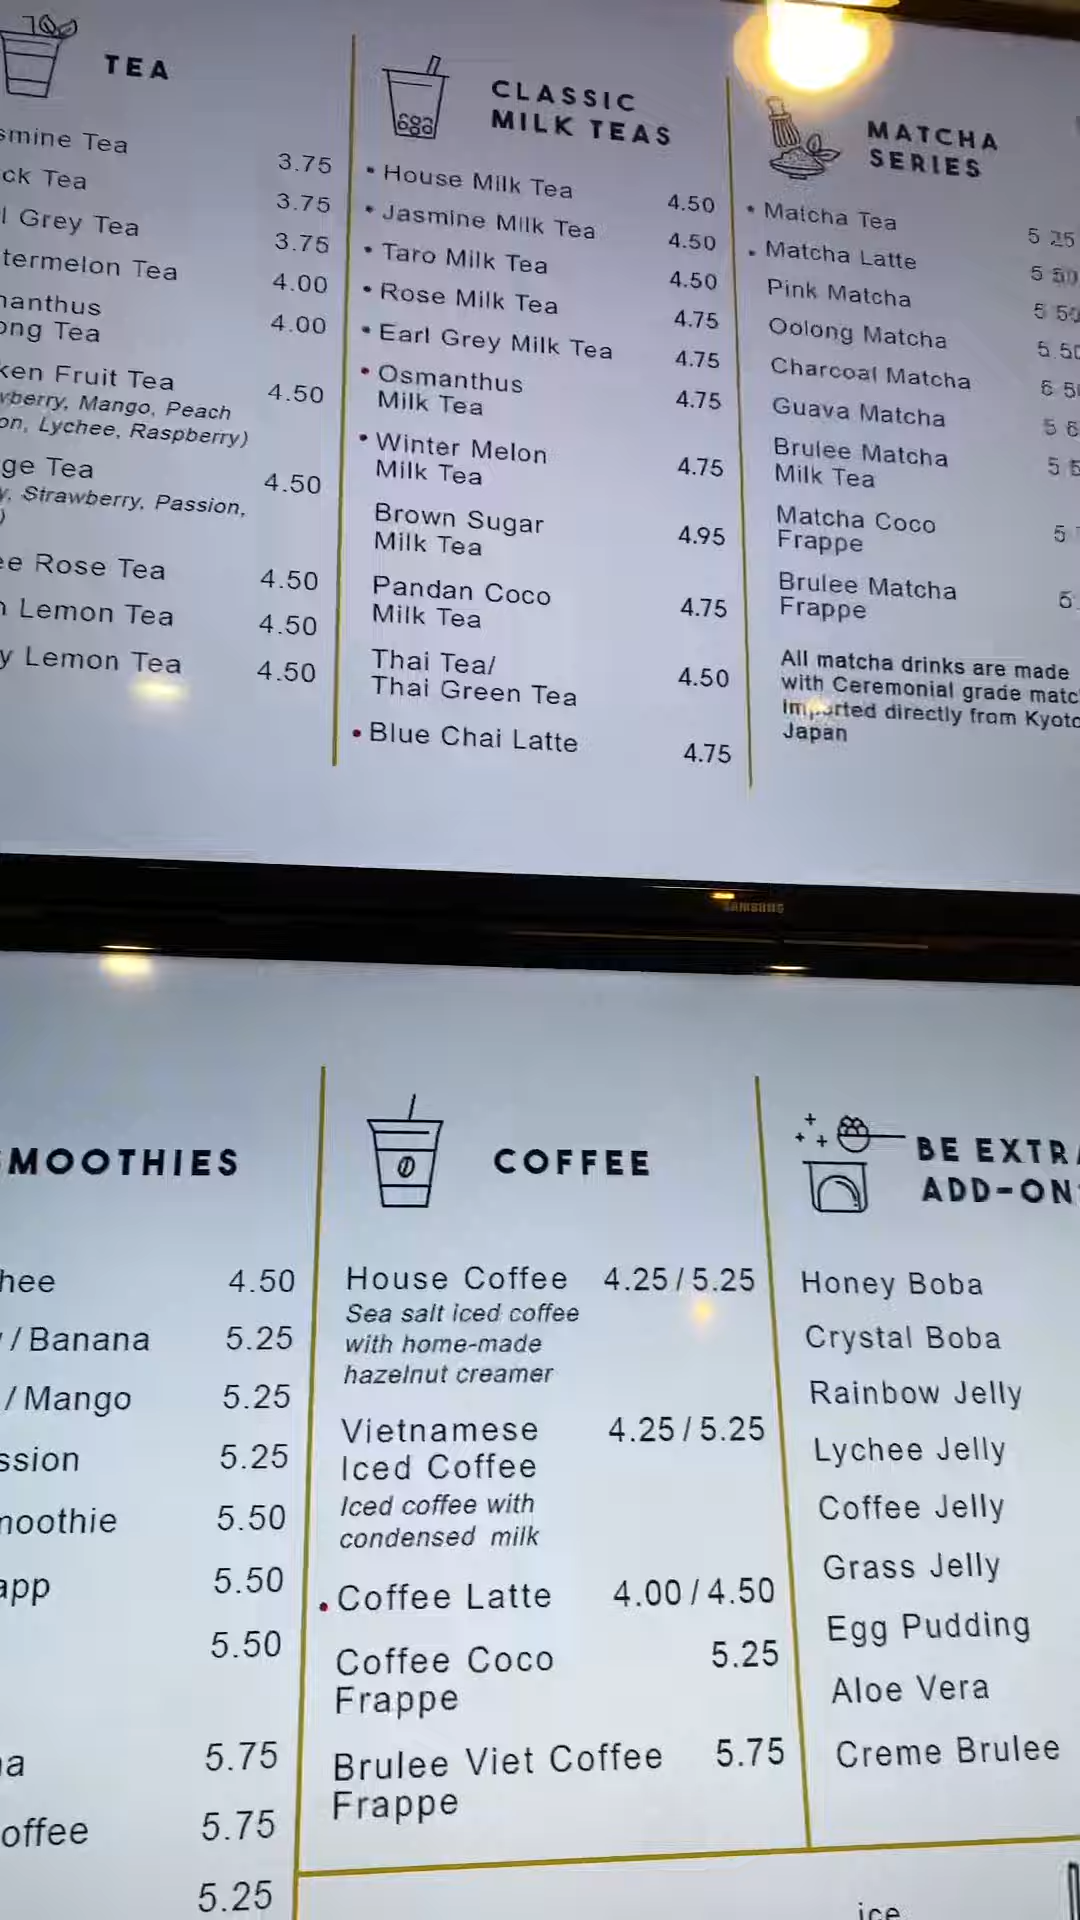 TEA
Tea
3.75
Tea
3.75
Grey Tea
3.75
Tea
4.00
ong Tea
4.00
Fruit Tea
4.50
Mango, Peach
Lychee, Raspberry)
Tea
4.50
Strawberry, Passion,
Rose Tea
4.50
Lemon Tea
4.50
Lemon Tea
4.50
CLASSIC
MILK TEAS
• House Milk Tea 4.50
• Jasmine Milk Tea 4.50
• Taro Milk Tea 4.50
• Rose Milk Tea 4.75
• Earl Grey Milk Tea 4.75
• Osmanthus
Milk Tea 4.75
• Winter Melon
Milk Tea 4.75
Brown Sugar
Milk Tea 4.95
Pandan Coco
Milk Tea 4.75
Thai Tea/
Thai Green Tea 4.50
• Blue Chai Latte 4.75
MATCHA
SERIES
• Matcha Tea 5.25
• Matcha Latte 5.50
Pink Matcha
Oolong Matcha
Charcoal Matcha
Guava Matcha
Brulee Matcha
Milk Tea
Matcha Coco
Frappe
Brulee Matcha
Frappe
All matcha drinks are made
with Ceremonial grade
imported directly from
Japan
SAMSUNG
MOOTHIES
hee 4.50
/ Banana 5.25
/ Mango 5.25
ssion 5.25
moothie 5.50
app 5.50
5.50
5.75
offee 5.75
5.25
COFFEE
House Coffee 4.25 / 5.25
Sea salt iced coffee
with home-made
hazelnut creamer
Vietnamese 4.25 / 5.25
Iced Coffee
Iced coffee with
condensed milk
• Coffee Latte 4.00 / 4.50
Coffee Coco 5.25
Frappe
Brulee Viet Coffee 5.75
Frappe
BE EXTRA
ADD-ON
Honey Boba
Crystal Boba
Rainbow Jelly
Lychee Jelly
Coffee Jelly
Grass Jelly
Egg Pudding
Aloe Vera
Creme Brulee
ice